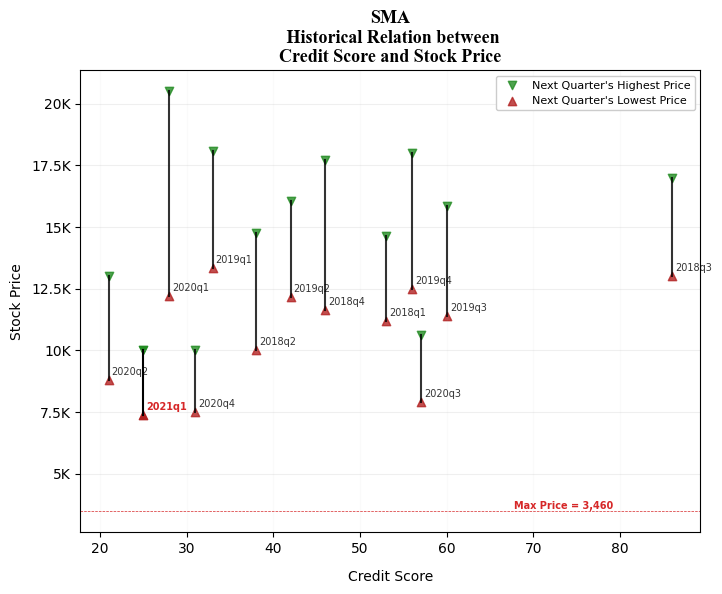 SMA
Historical Relation between
Credit Score and Stock Price
Next Quarter's Highest Price
Next Quarter's Lowest Price
20K
17.5K
15K
12.5K
10K
7.5K
5K
Stock Price
2020q2
2021q1
2020q1
2020q4
2019q1
2018q2
2019q2
2018q4
2018q1
2019q4
2020q3
2019q3
2018q3
Max Price = 3,460
20 30 40 50 60 70 80
Credit Score